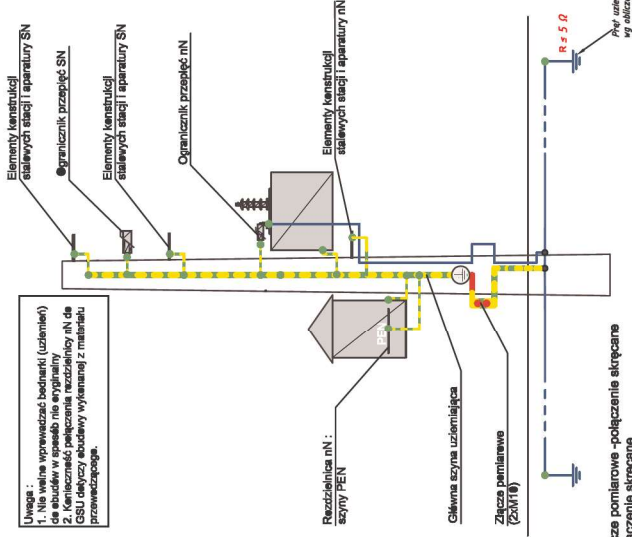 Uwaga :
1. Nie wolno wprowadzać bednarki (uziemień)
do obudów w sposób nie oryginalny
2. Konieczność połączenia rozdzielnicy nN do
GSU dotyczy obudowy wykonanej z materiału
przewodzącego.
Elementy konstrukcji
stalowych stacji i aparatury SN
Ogranicznik przepięć SN
Elementy konstrukcji
stalowych stacji i aparatury SN
Ogranicznik przepięć nN
Elementy konstrukcji
stalowych stacji i aparatury nN
Rozdzielnica nN :
szyny PEN
PEN
Główna szyna uziemiająca
Złącze pomiarowe
(2xM10)
R ≤ 5 Ω
Pręt
wg
pomiarowe -połączenie skręcane
skręcane